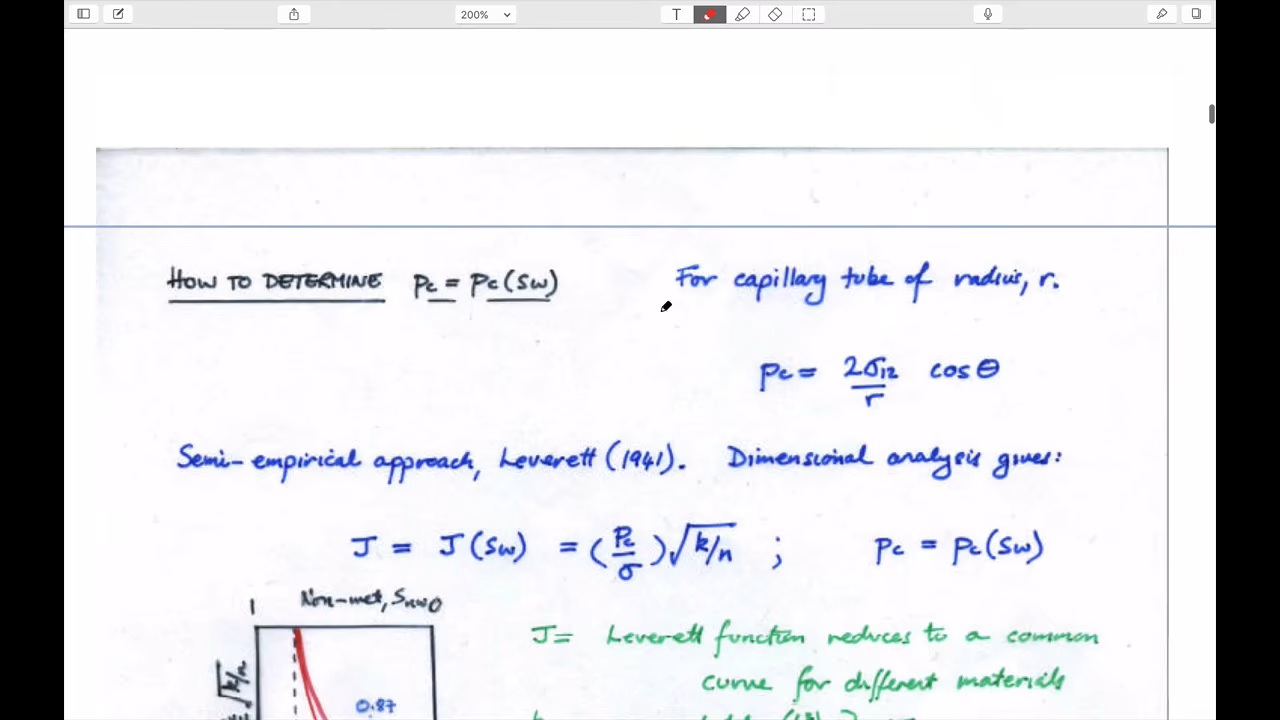 200%
T
HOW TO DETERMINE pc = pc(Sw)
For capillary tube of radius, r.
pc = 2σ12/r cos θ
Semi-empirical approach, Leverett (1941). Dimensional analysis gives:
J = J(Sw) = (Pc/σ)√k/n ; pc = pc(Sw)
1 Non-wet, Snw 0
J = Leverett function reduces to a common
curve for different materials
√k/n
0.87